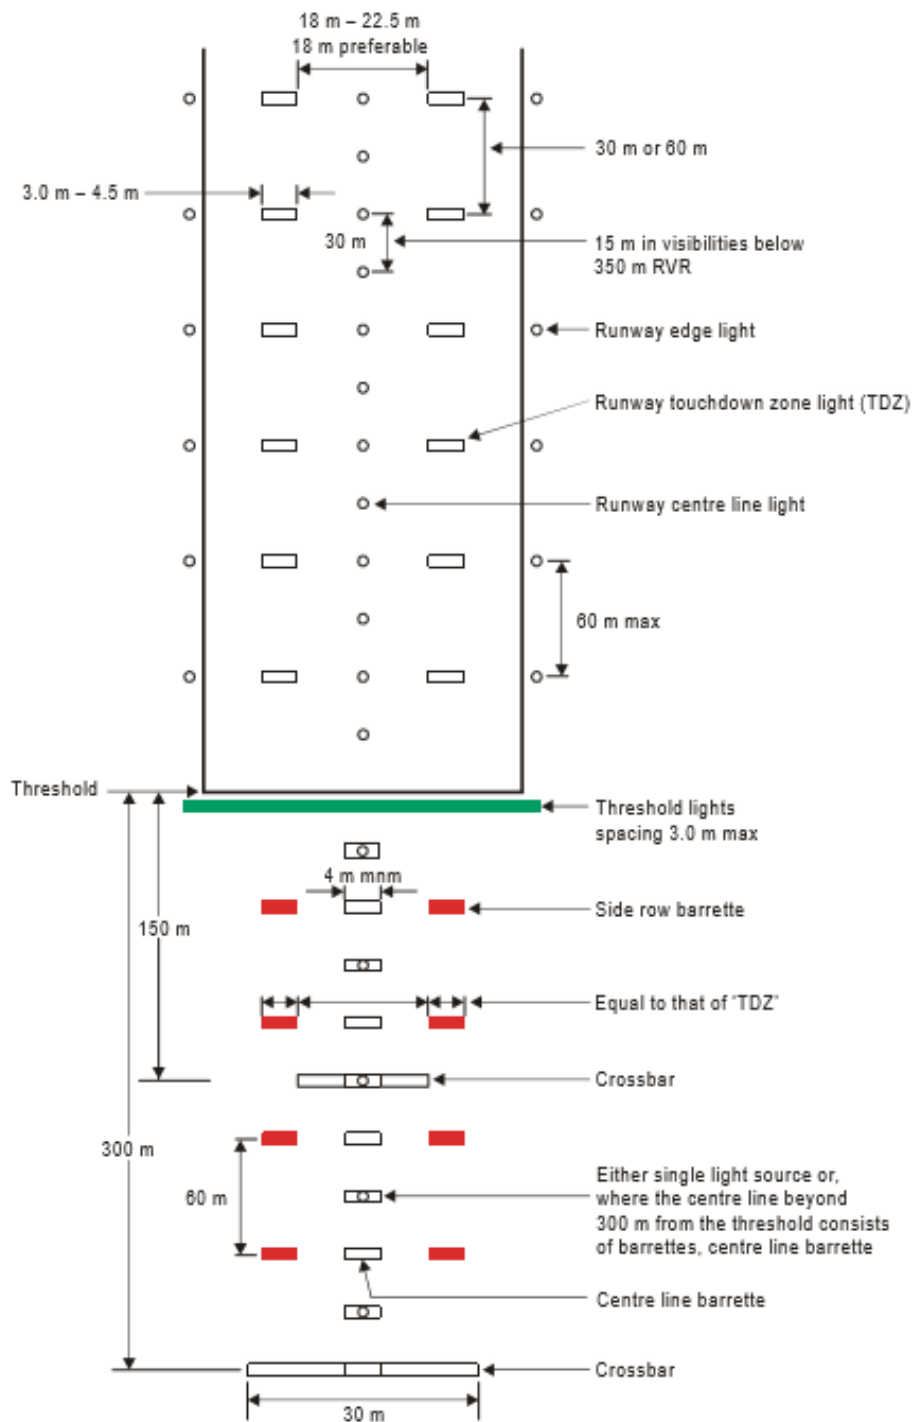 18 m – 22.5 m
18 m preferable
30 m or 60 m
3.0 m – 4.5 m
30 m
15 m in visibilities below
350 m RVR
Runway edge light
Runway touchdown zone light (TDZ)
Runway centre line light
60 m max
Threshold
Threshold lights
spacing 3.0 m max
4 m mnm
Side row barrette
150 m
Equal to that of "TDZ"
Crossbar
300 m
60 m
Either single light source or,
where the centre line beyond
300 m from the threshold consists
of barrettes, centre line barrette
Centre line barrette
Crossbar
30 m